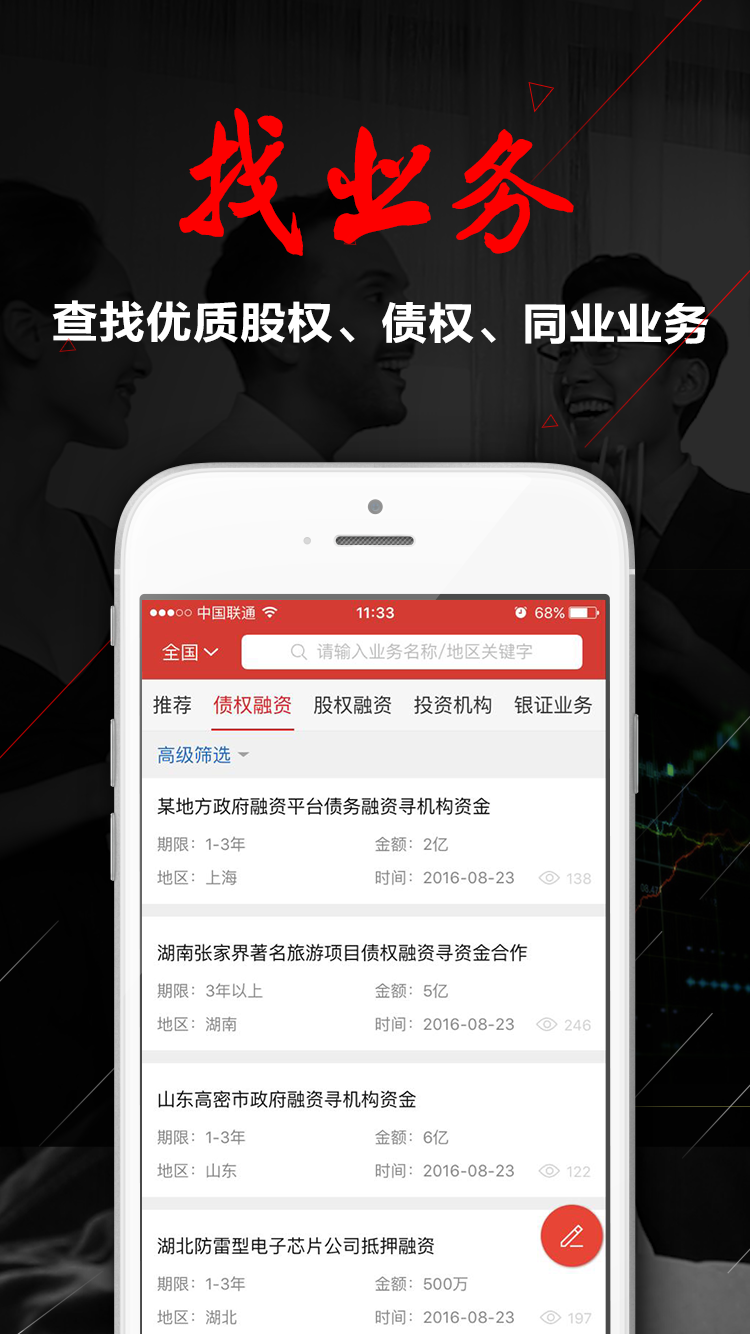 找业务
查找优质股权、债权、同业业务
中国联通 11:33 68%
全国 请输入业务名称/地区关键字
推荐 债权融资 股权融资 投资机构 银证业务
高级筛选
某地方政府融资平台债务融资寻机构资金
期限：1-3年 金额：2亿
地区：上海 时间：2016-08-23 138
湖南张家界著名旅游项目债权融资寻资金合作
期限：3年以上 金额：5亿
地区：湖南 时间：2016-08-23 246
山东高密市政府融资寻机构资金
期限：1-3年 金额：6亿
地区：山东 时间：2016-08-23 122
湖北防雷型电子芯片公司抵押融资
期限：1-3年 金额：500万
地区：湖北 时间：2016-08-23 197